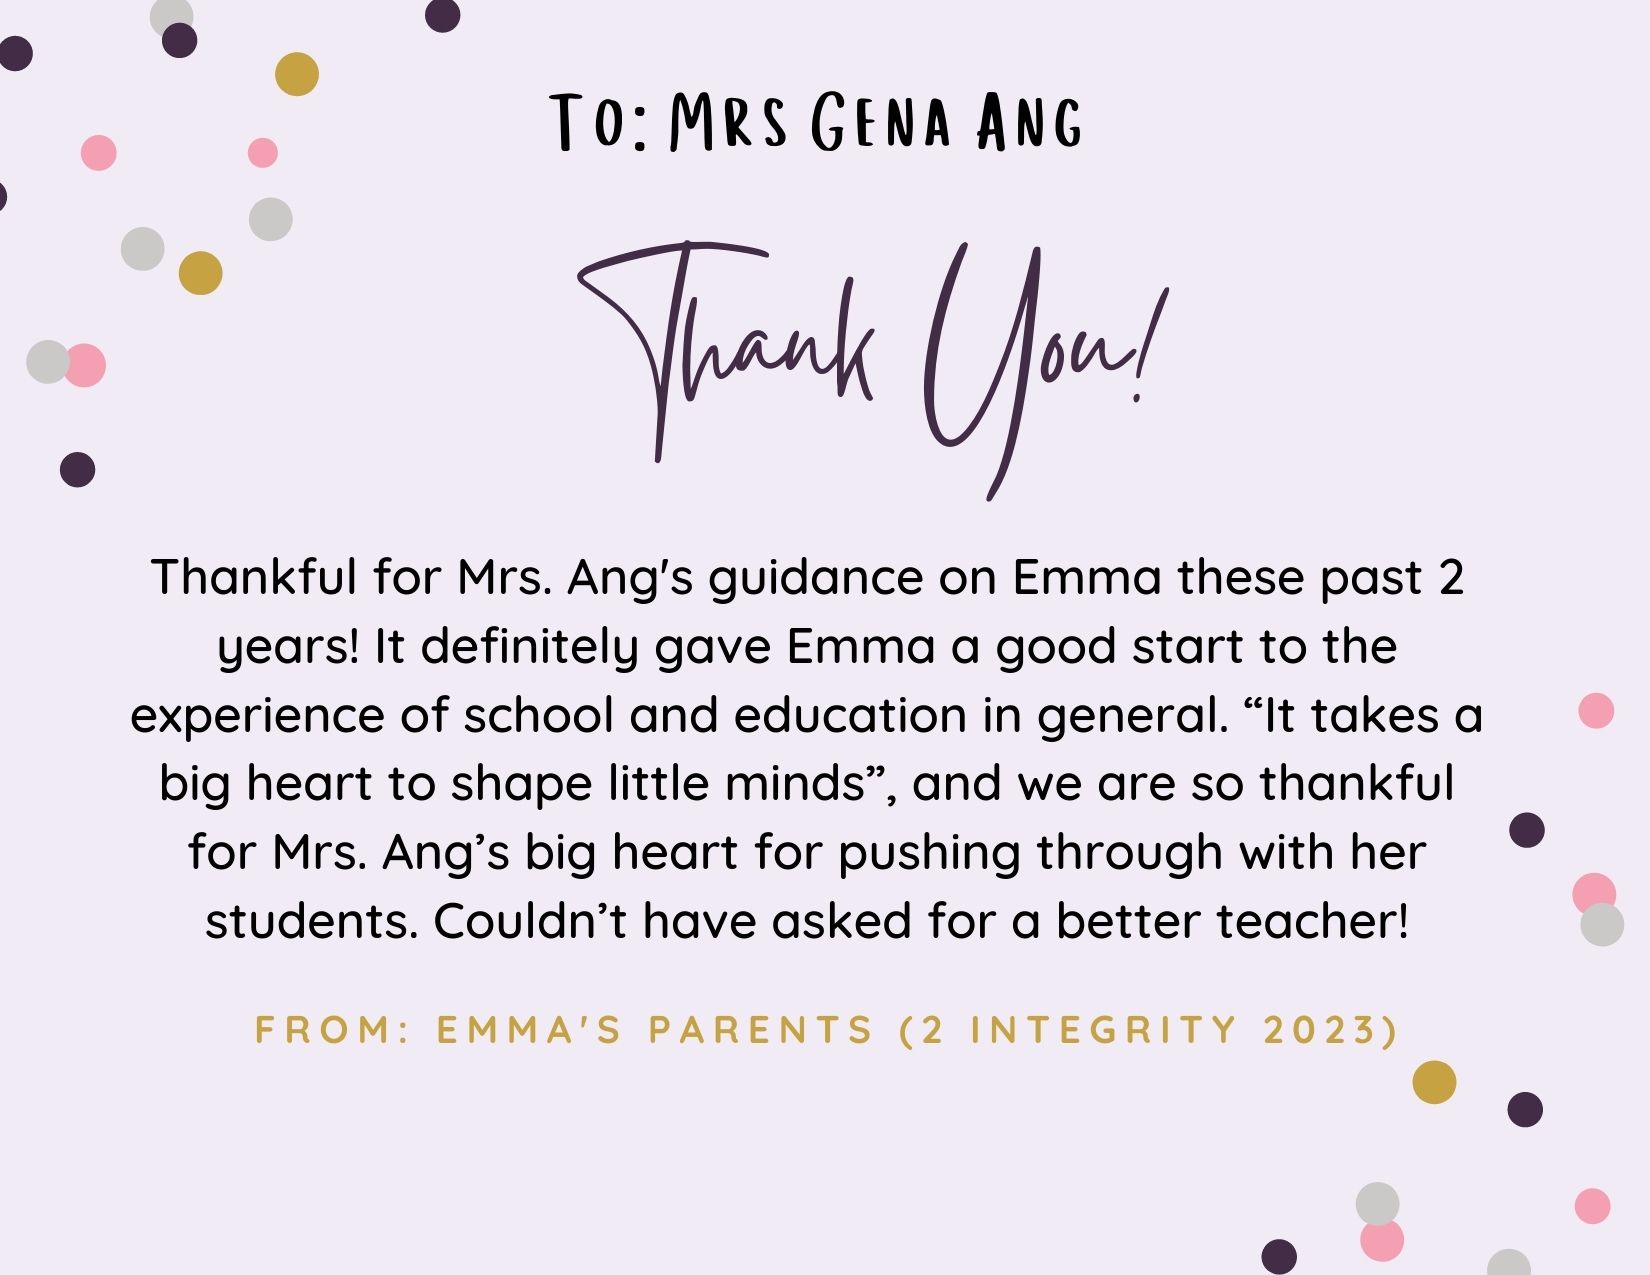 To: Mrs Gena Ang
Thank You!
Thankful for Mrs. Ang's guidance on Emma these past 2
years! It definitely gave Emma a good start to the
experience of school and education in general. “It takes a
big heart to shape little minds”, and we are so thankful
for Mrs. Ang’s big heart for pushing through with her
students. Couldn’t have asked for a better teacher!
FROM: EMMA'S PARENTS (2 INTEGRITY 2023)